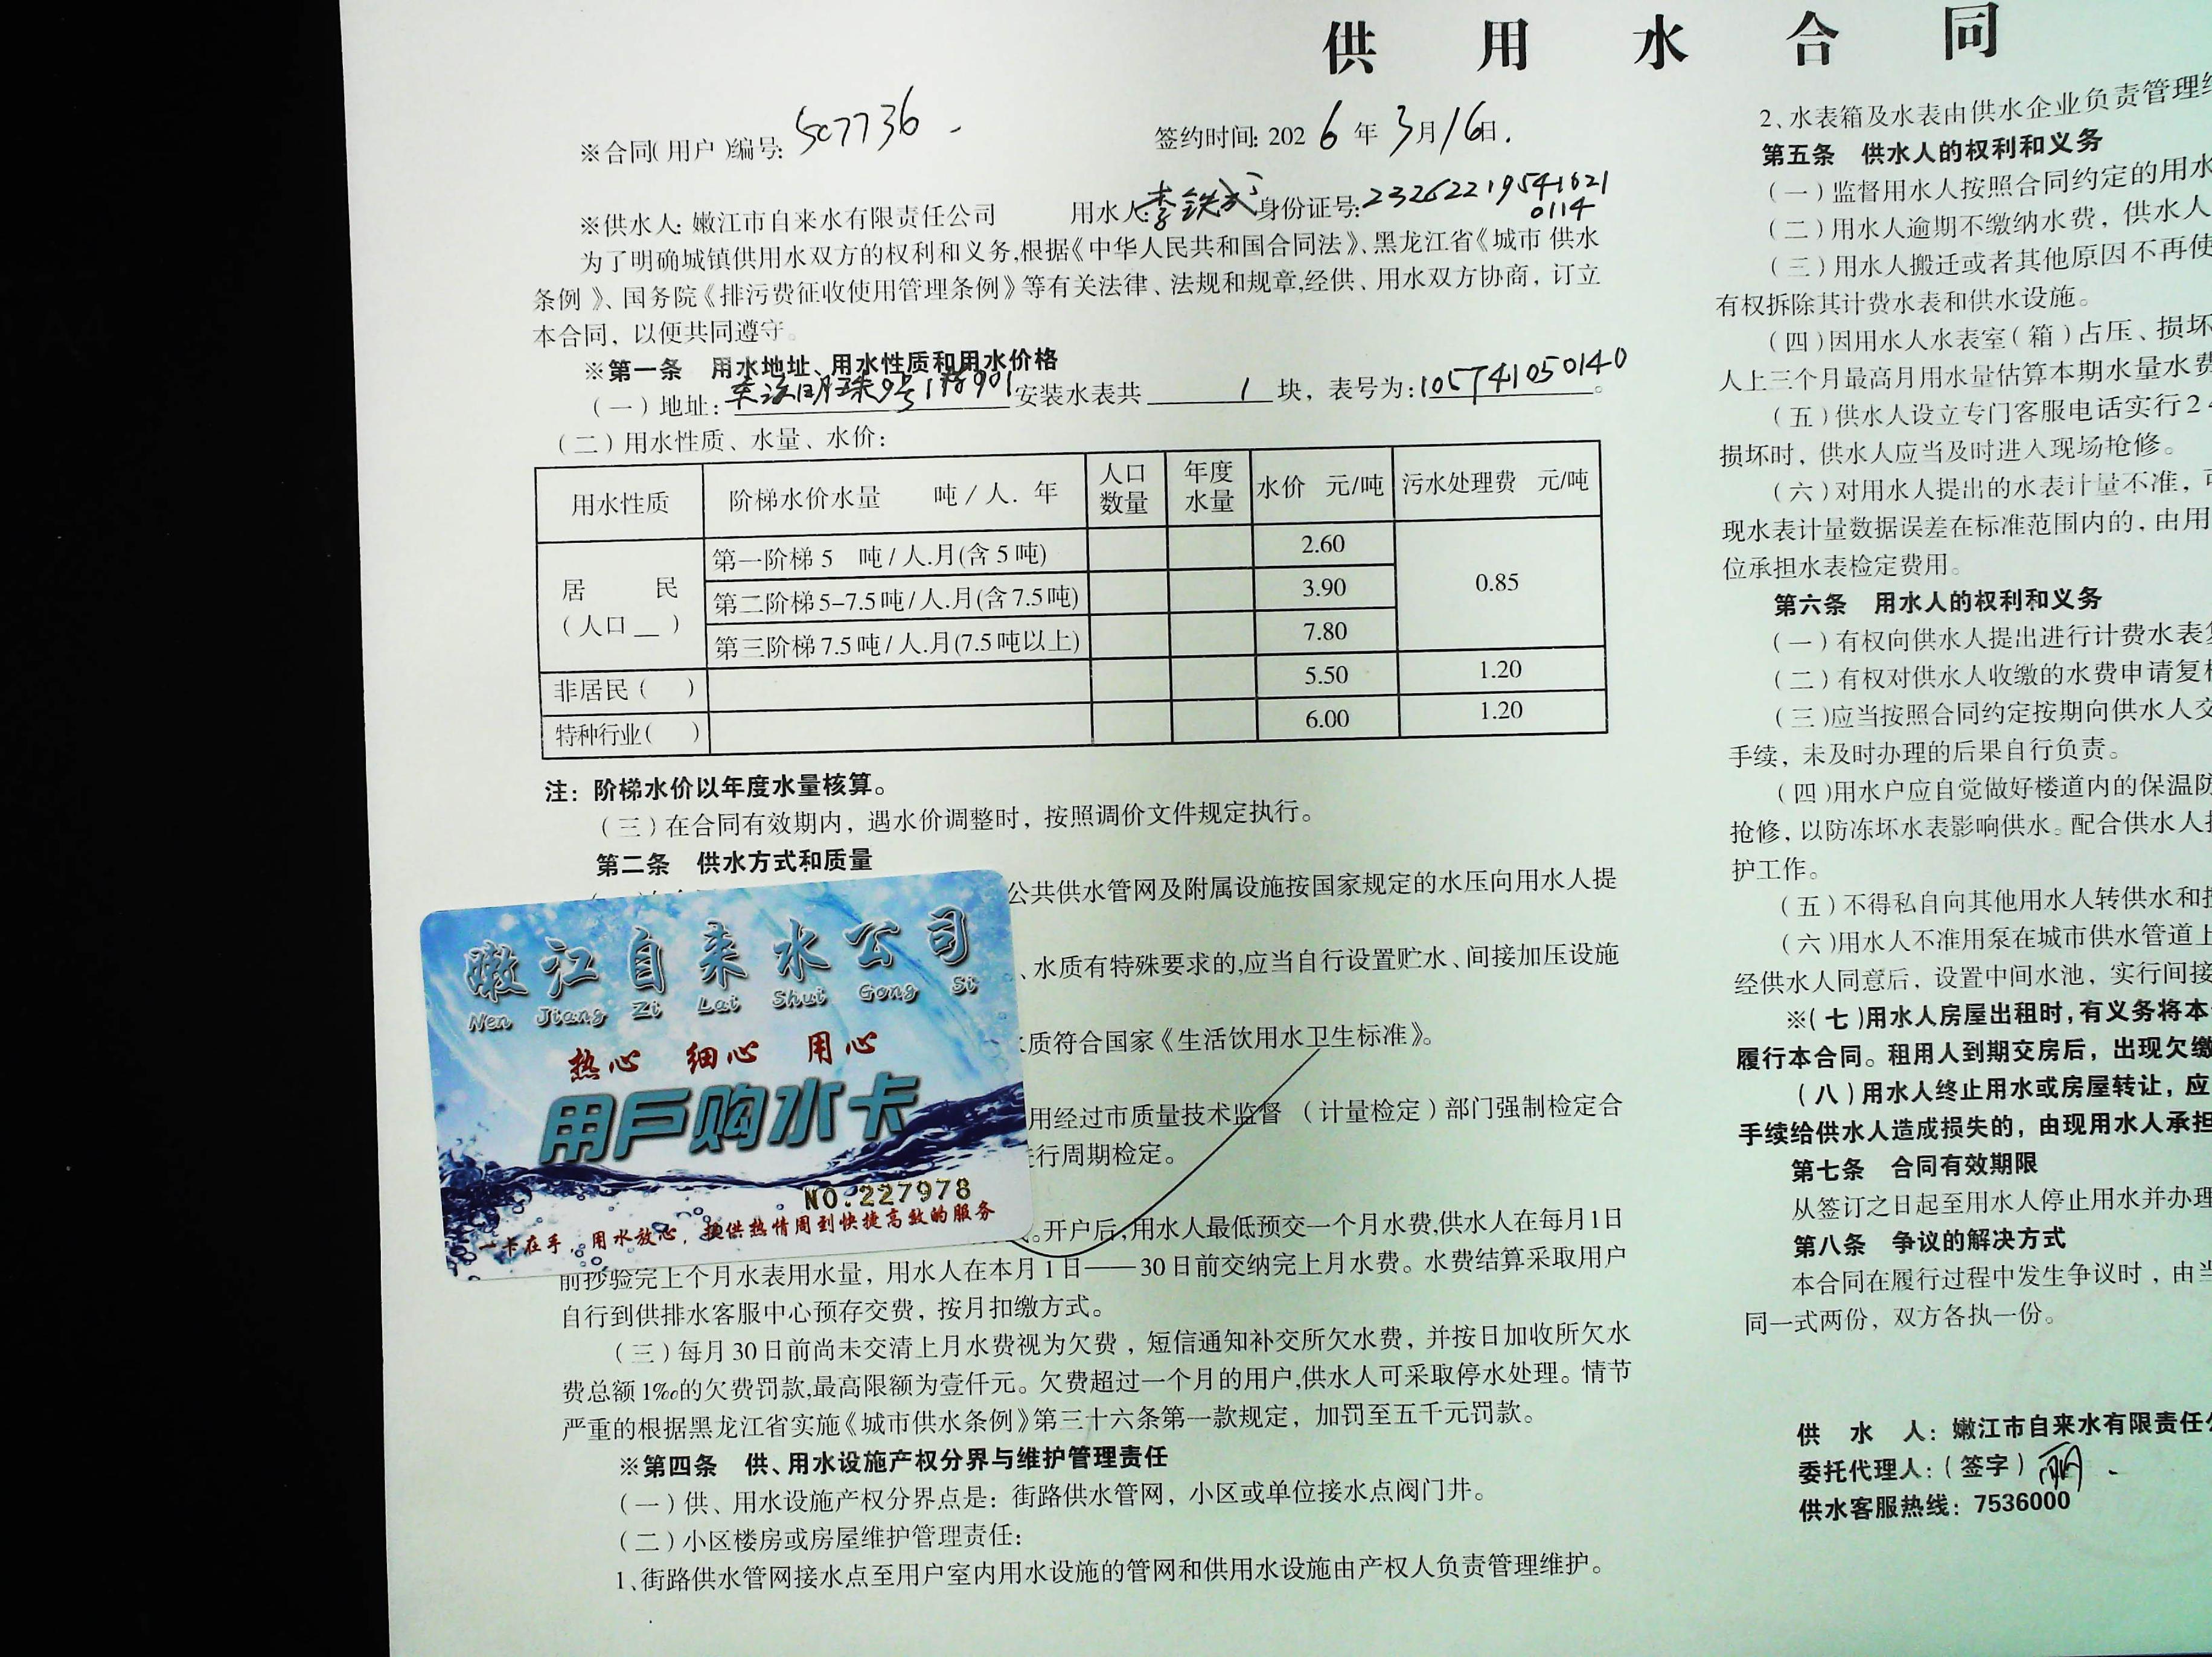 供用水合同
※合同(用户)编号: 507736
签约时间: 2026年3月16日.
※供水人: 嫩江市自来水有限责任公司 用水人: 李铁 身份证号: 232622195410210114
为了明确城镇供用水双方的权利和义务,根据《中华人民共和国合同法》、黑龙江省《城市 供水
条例》、国务院《排污费征收使用管理条例》等有关法律、法规和规章,经供、用水双方协商，订立
本合同，以便共同遵守。
※第一条 用水地址、用水性质和用水价格
(一)地址: 明珠9号1 901 安装水表共 1 块，表号为: 105741050140。
(二)用水性质、水量、水价:
用水性质 阶梯水价水量 吨/人.年 人口数量 年度水量 水价 元/吨 污水处理费 元/吨
居民(人口__) 第一阶梯5 吨/人.月(含5吨) 2.60 0.85
第二阶梯5-7.5吨/人.月(含7.5吨) 3.90
第三阶梯7.5吨/人.月(7.5吨以上) 7.80
非居民( ) 5.50 1.20
特种行业( ) 6.00 1.20
注：阶梯水价以年度水量核算。
(三)在合同有效期内，遇水价调整时，按照调价文件规定执行。
第二条 供水方式和质量
公共供水管网及附属设施按国家规定的水压向用水人提
、水质有特殊要求的,应当自行设置贮水、间接加压设施
质符合国家《生活饮用水卫生标准》。
用经过市质量技术监督（计量检定）部门强制检定合
行周期检定。
。开户后,用水人最低预交一个月水费,供水人在每月1日
前抄验完上个月水表用水量，用水人在本月1日——30日前交纳完上月水费。水费结算采取用户
自行到供排水客服中心预存交费，按月扣缴方式。
(三)每月30日前尚未交清上月水费视为欠费，短信通知补交所欠水费，并按日加收所欠水
费总额1‰的欠费罚款,最高限额为壹仟元。欠费超过一个月的用户,供水人可采取停水处理。情节
严重的根据黑龙江省实施《城市供水条例》第三十六条第一款规定，加罚至五千元罚款。
※第四条 供、用水设施产权分界与维护管理责任
(一)供、用水设施产权分界点是：街路供水管网，小区或单位接水点阀门井。
(二)小区楼房或房屋维护管理责任:
1、街路供水管网接水点至用户室内用水设施的管网和供用水设施由产权人负责管理维护。
嫩江自来水公司
Nen Jiang Zi Lai Shui Gong Si
热心 细心 用心
用户购水卡
NO.227978
一卡在手，用水放心，提供热情周到快捷高效的服务
2、水表箱及水表由供水企业负责管理维
第五条 供水人的权利和义务
(一)监督用水人按照合同约定的用水
(二)用水人逾期不缴纳水费，供水人
(三)用水人搬迁或者其他原因不再使
有权拆除其计费水表和供水设施。
(四)因用水人水表室(箱)占压、损坏
人上三个月最高月用水量估算本期水量水费
(五)供水人设立专门客服电话实行2
损坏时，供水人应当及时进入现场抢修。
(六)对用水人提出的水表计量不准，可
现水表计量数据误差在标准范围内的，由用
位承担水表检定费用。
第六条 用水人的权利和义务
(一)有权向供水人提出进行计费水表复
(二)有权对供水人收缴的水费申请复核
(三)应当按照合同约定按期向供水人交
手续，未及时办理的后果自行负责。
(四)用水户应自觉做好楼道内的保温防
抢修，以防冻坏水表影响供水。配合供水人
护工作。
(五)不得私自向其他用水人转供水和
(六)用水人不准用泵在城市供水管道上
经供水人同意后，设置中间水池，实行间接
※(七)用水人房屋出租时,有义务将本
履行本合同。租用人到期交房后，出现欠缴
(八)用水人终止用水或房屋转让，应
手续给供水人造成损失的，由现用水人承担
第七条 合同有效期限
从签订之日起至用水人停止用水并办理
第八条 争议的解决方式
本合同在履行过程中发生争议时，由当
同一式两份，双方各执一份。
供水人：嫩江市自来水有限责任公
委托代理人：(签字)
供水客服热线：7536000